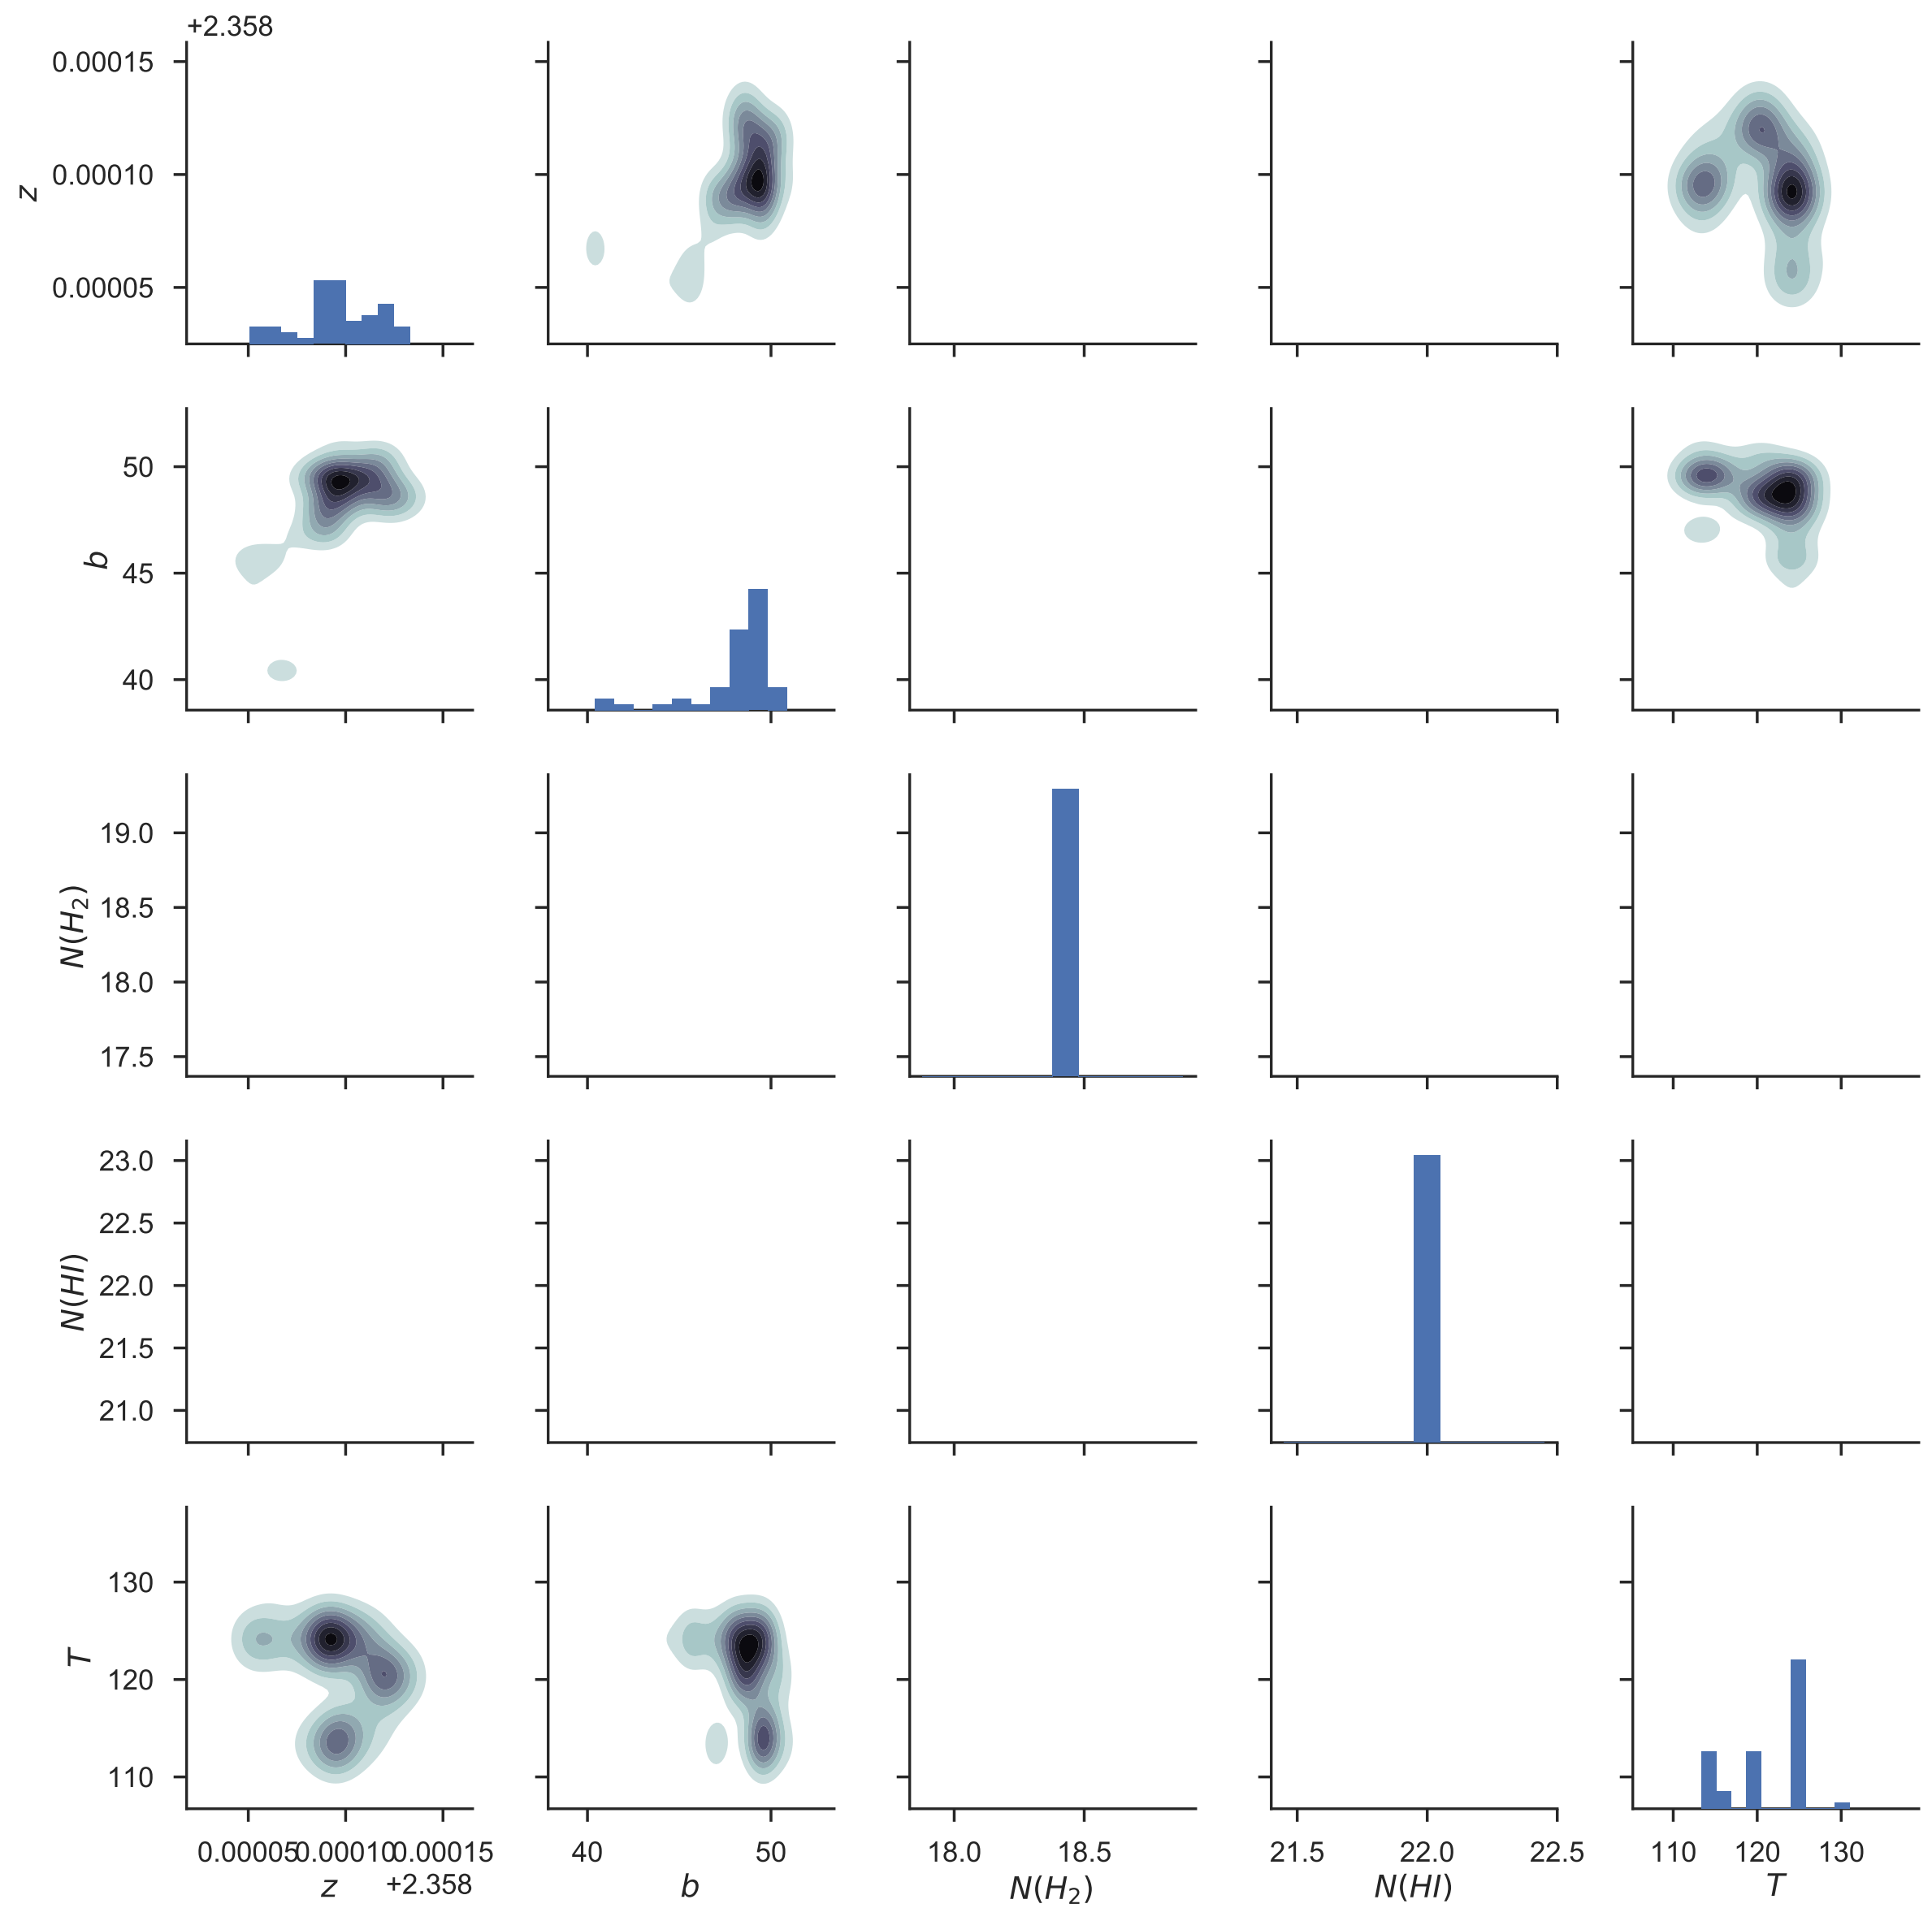 +2.358
0.00015
0.00010
0.00005
z
50
45
40
b
19.0
18.5
18.0
17.5
N(H₂)
23.0
22.5
22.0
21.5
21.0
N(HI)
130
120
110
T
0.00005 0.00010 0.00015
+2.358
z
40 50
b
18.0 18.5
N(H₂)
21.5 22.0 22.5
N(HI)
110 120 130
T